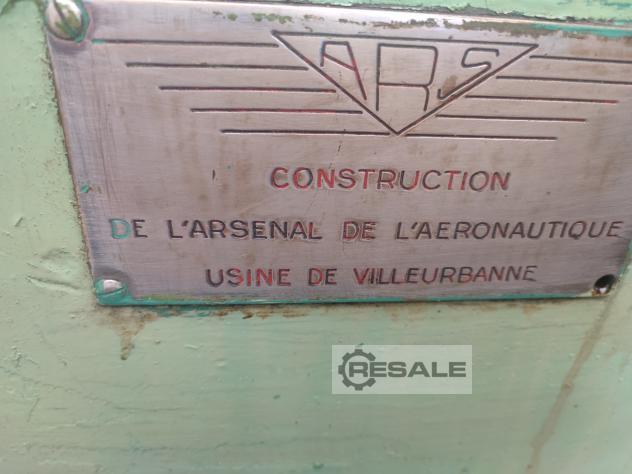 ARS
CONSTRUCTION
DE L'ARSENAL DE L'AERONAUTIQUE
USINE DE VILLEURBANNE
RESALE